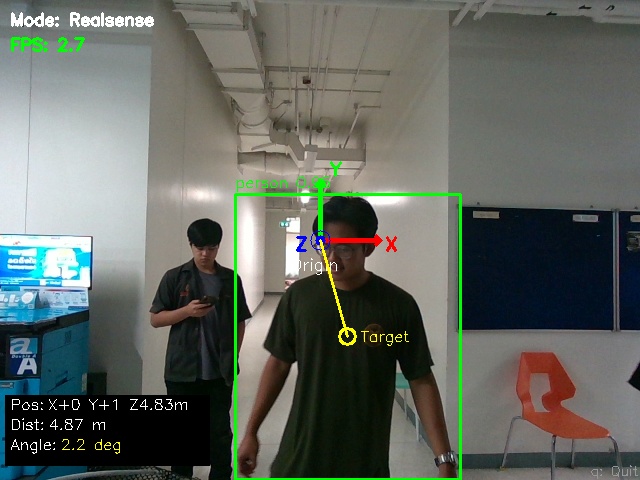 Mode: Realsense
FPS: 2.7
Y
Z
X
Origin
Target
a
A
Pos: X+0 Y+1 Z4.83m
Dist: 4.87 m
Angle: 2.2 deg
q: Quit